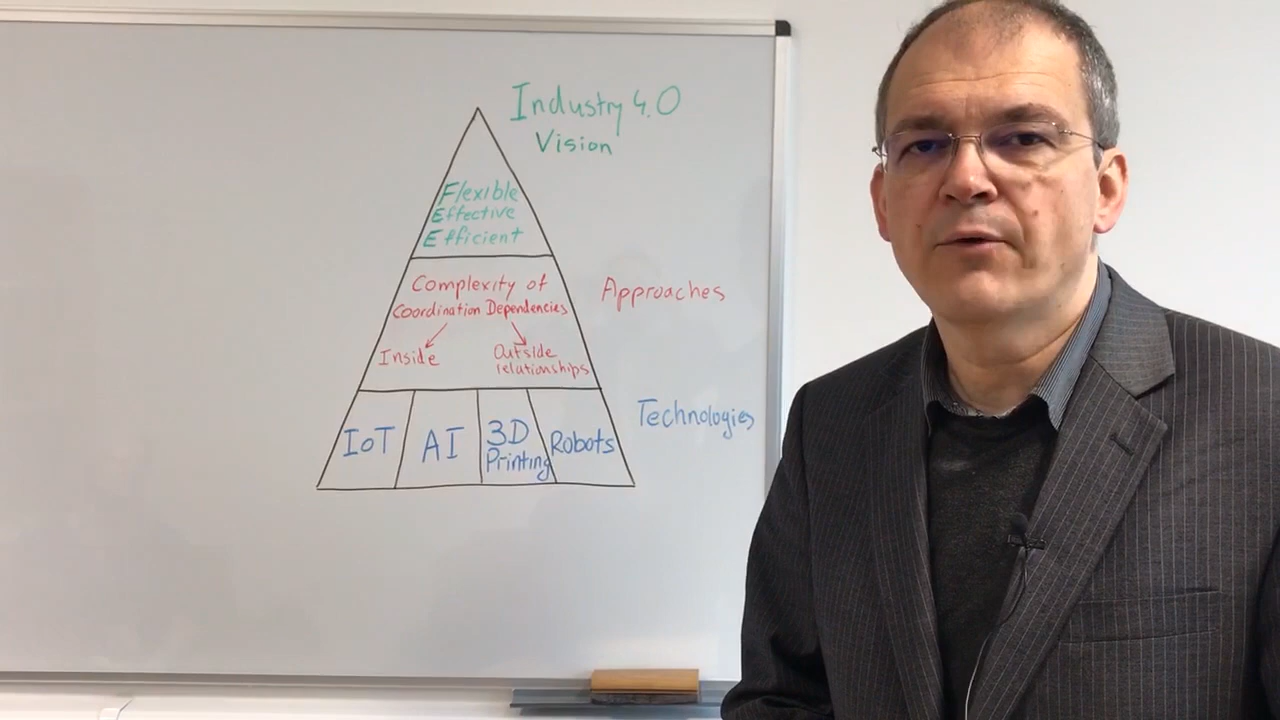 Industry 4.0
Vision
Flexible
Effective
Efficient
Complexity of
Coordination Dependencies
Inside
Outside
relationships
Approaches
IoT
AI
3D
Printing
Robots
Technologies